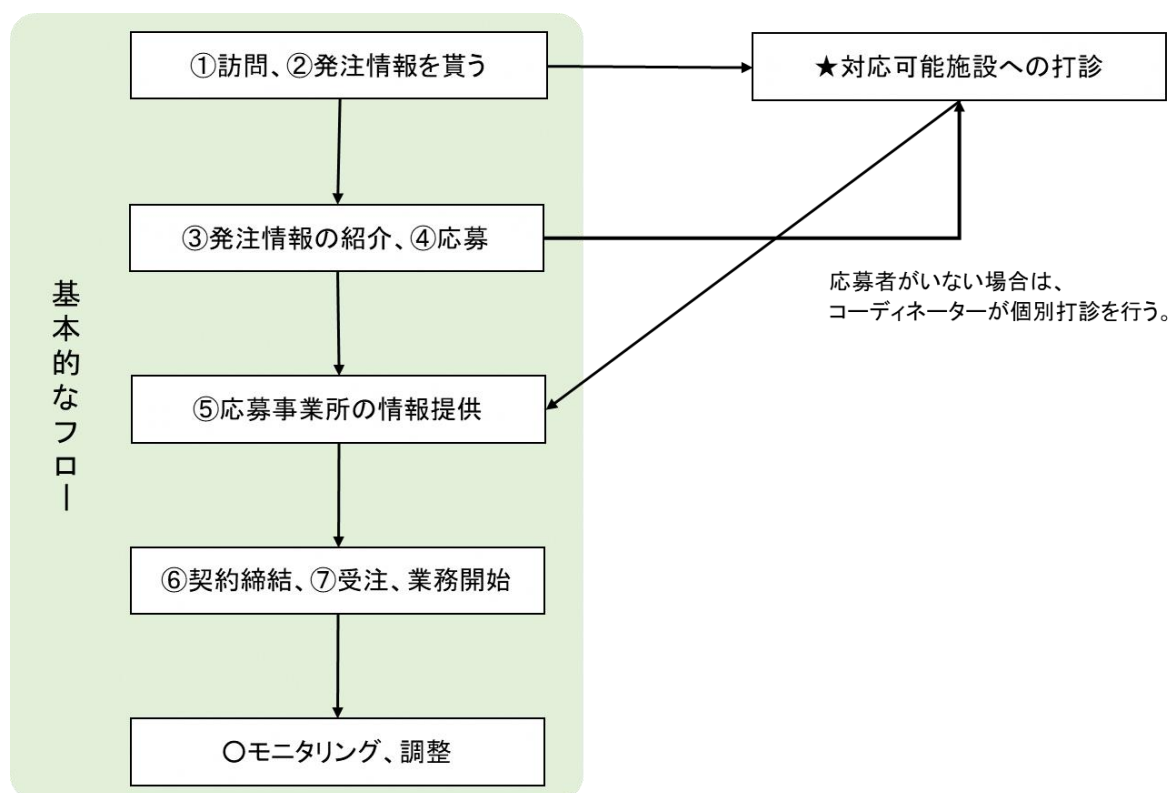 ①訪問、②発注情報を貰う
★対応可能施設への打診
③発注情報の紹介、④応募
応募者がいない場合は、
コーディネーターが個別打診を行う。
基本的なフロー
⑤応募事業所の情報提供
⑥契約締結、⑦受注、業務開始
〇モニタリング、調整